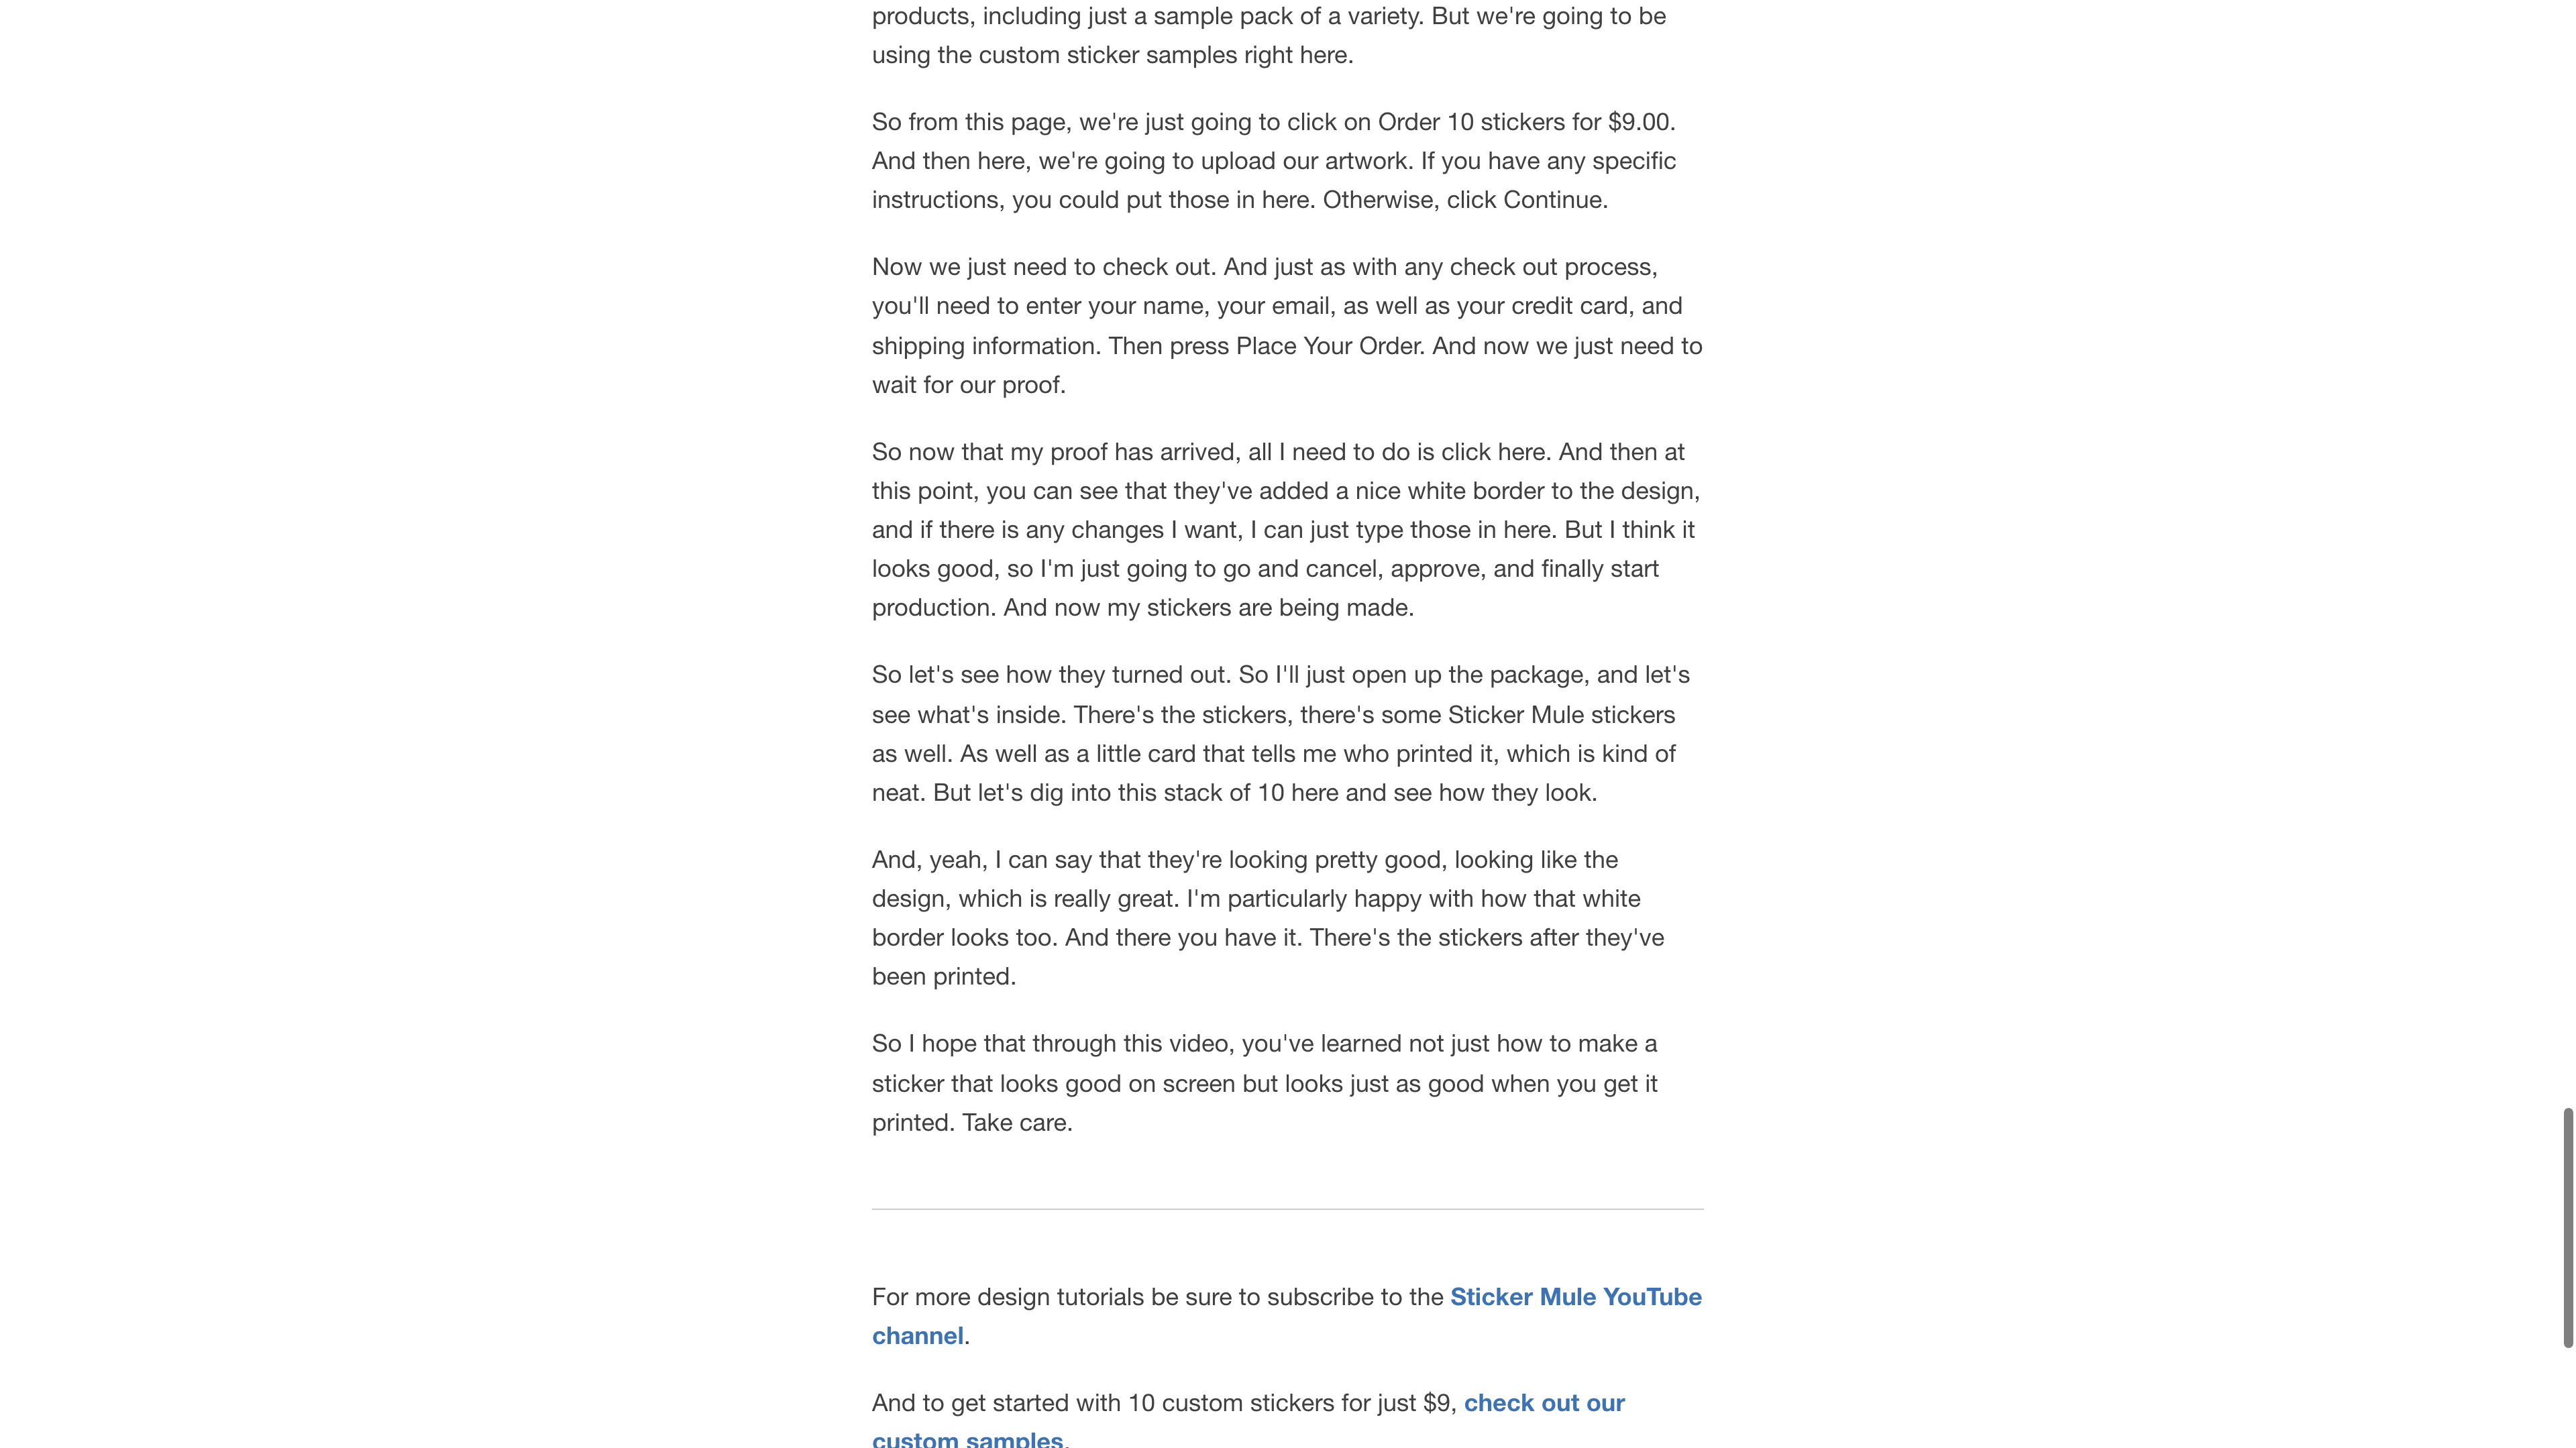 products, including just a sample pack of a variety. But we're going to be
using the custom sticker samples right here.
So from this page, we're just going to click on Order 10 stickers for $9.00.
And then here, we're going to upload our artwork. If you have any specific
instructions, you could put those in here. Otherwise, click Continue.
Now we just need to check out. And just as with any check out process,
you'll need to enter your name, your email, as well as your credit card, and
shipping information. Then press Place Your Order. And now we just need to
wait for our proof.
So now that my proof has arrived, all I need to do is click here. And then at
this point, you can see that they've added a nice white border to the design,
and if there is any changes I want, I can just type those in here. But I think it
looks good, so I'm just going to go and cancel, approve, and finally start
production. And now my stickers are being made.
So let's see how they turned out. So I'll just open up the package, and let's
see what's inside. There's the stickers, there's some Sticker Mule stickers
as well. As well as a little card that tells me who printed it, which is kind of
neat. But let's dig into this stack of 10 here and see how they look.
And, yeah, I can say that they're looking pretty good, looking like the
design, which is really great. I'm particularly happy with how that white
border looks too. And there you have it. There's the stickers after they've
been printed.
So I hope that through this video, you've learned not just how to make a
sticker that looks good on screen but looks just as good when you get it
printed. Take care.
For more design tutorials be sure to subscribe to the Sticker Mule YouTube
channel.
And to get started with 10 custom stickers for just $9, check out our
custom samples.